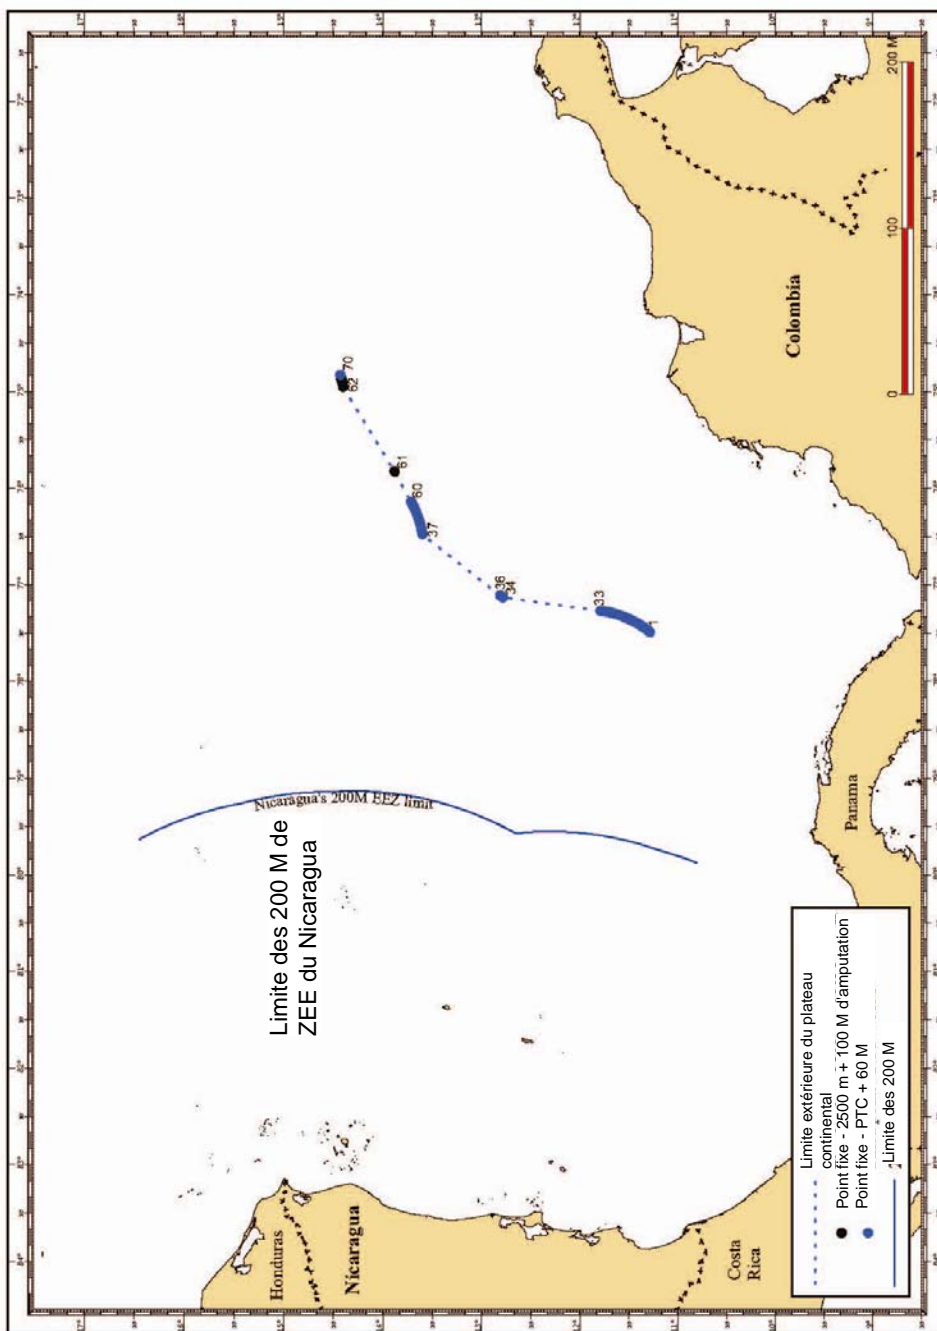 Limite des 200 M de
ZEE du Nicaragua
Nicaragua's 200M EEZ limit
Honduras
Nicaragua
Costa
Rica
Panama
Colombia
1
33
34
36
37
60
61
62
70
0
100
200 M
Limite extérieure du plateau
continental
Point fixe - 2500 m + 100 M d'amputation
Point fixe - PTC + 60 M
Limite des 200 M